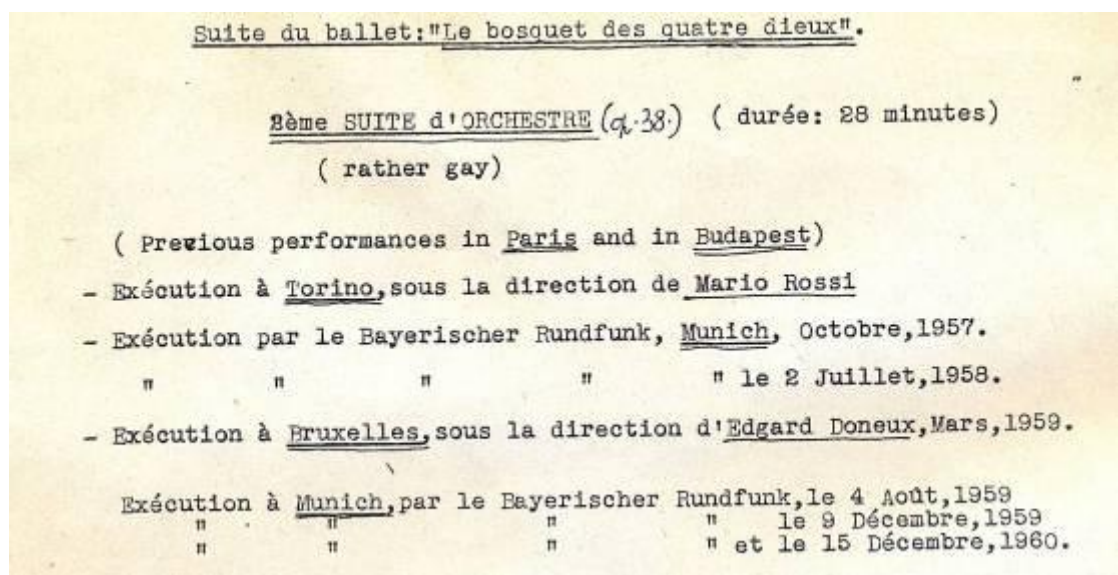 Suite du ballet:"Le bosquet des quatre dieux".
2ème SUITE d'ORCHESTRE (op.38.) ( durée: 28 minutes)
( rather gay)
( Previous performances in Paris and in Budapest)
- Exécution à Torino,sous la direction de Mario Rossi
- Exécution par le Bayerischer Rundfunk, Munich, Octobre,1957.
" " " " " le 2 Juillet,1958.
- Exécution à Bruxelles,sous la direction d'Edgard Doneux,Mars,1959.
Exécution à Munich,par le Bayerischer Rundfunk,le 4 Août,1959
" " " " le 9 Décembre,1959
" " " " et le 15 Décembre,1960.